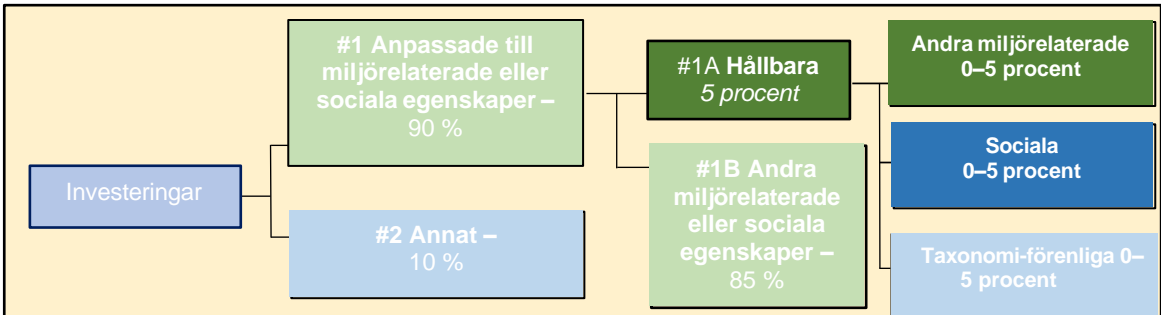 Investeringar
#1 Anpassade till
miljörelaterade eller
sociala egenskaper –
90 %
#2 Annat –
10 %
#1A Hållbara
5 procent
#1B Andra
miljörelaterade
eller sociala
egenskaper –
85 %
Andra miljörelaterade
0–5 procent
Sociala
0–5 procent
Taxonomi-förenliga 0–
5 procent